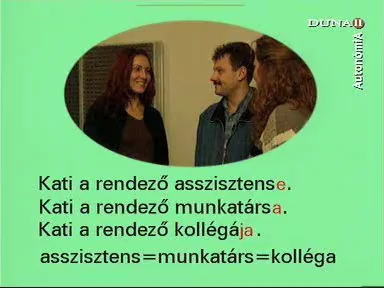 DUNA II
AutonómiA
Kati a rendező asszisztense.
Kati a rendező munkatársa.
Kati a rendező kollégája.
asszisztens=munkatárs=kolléga